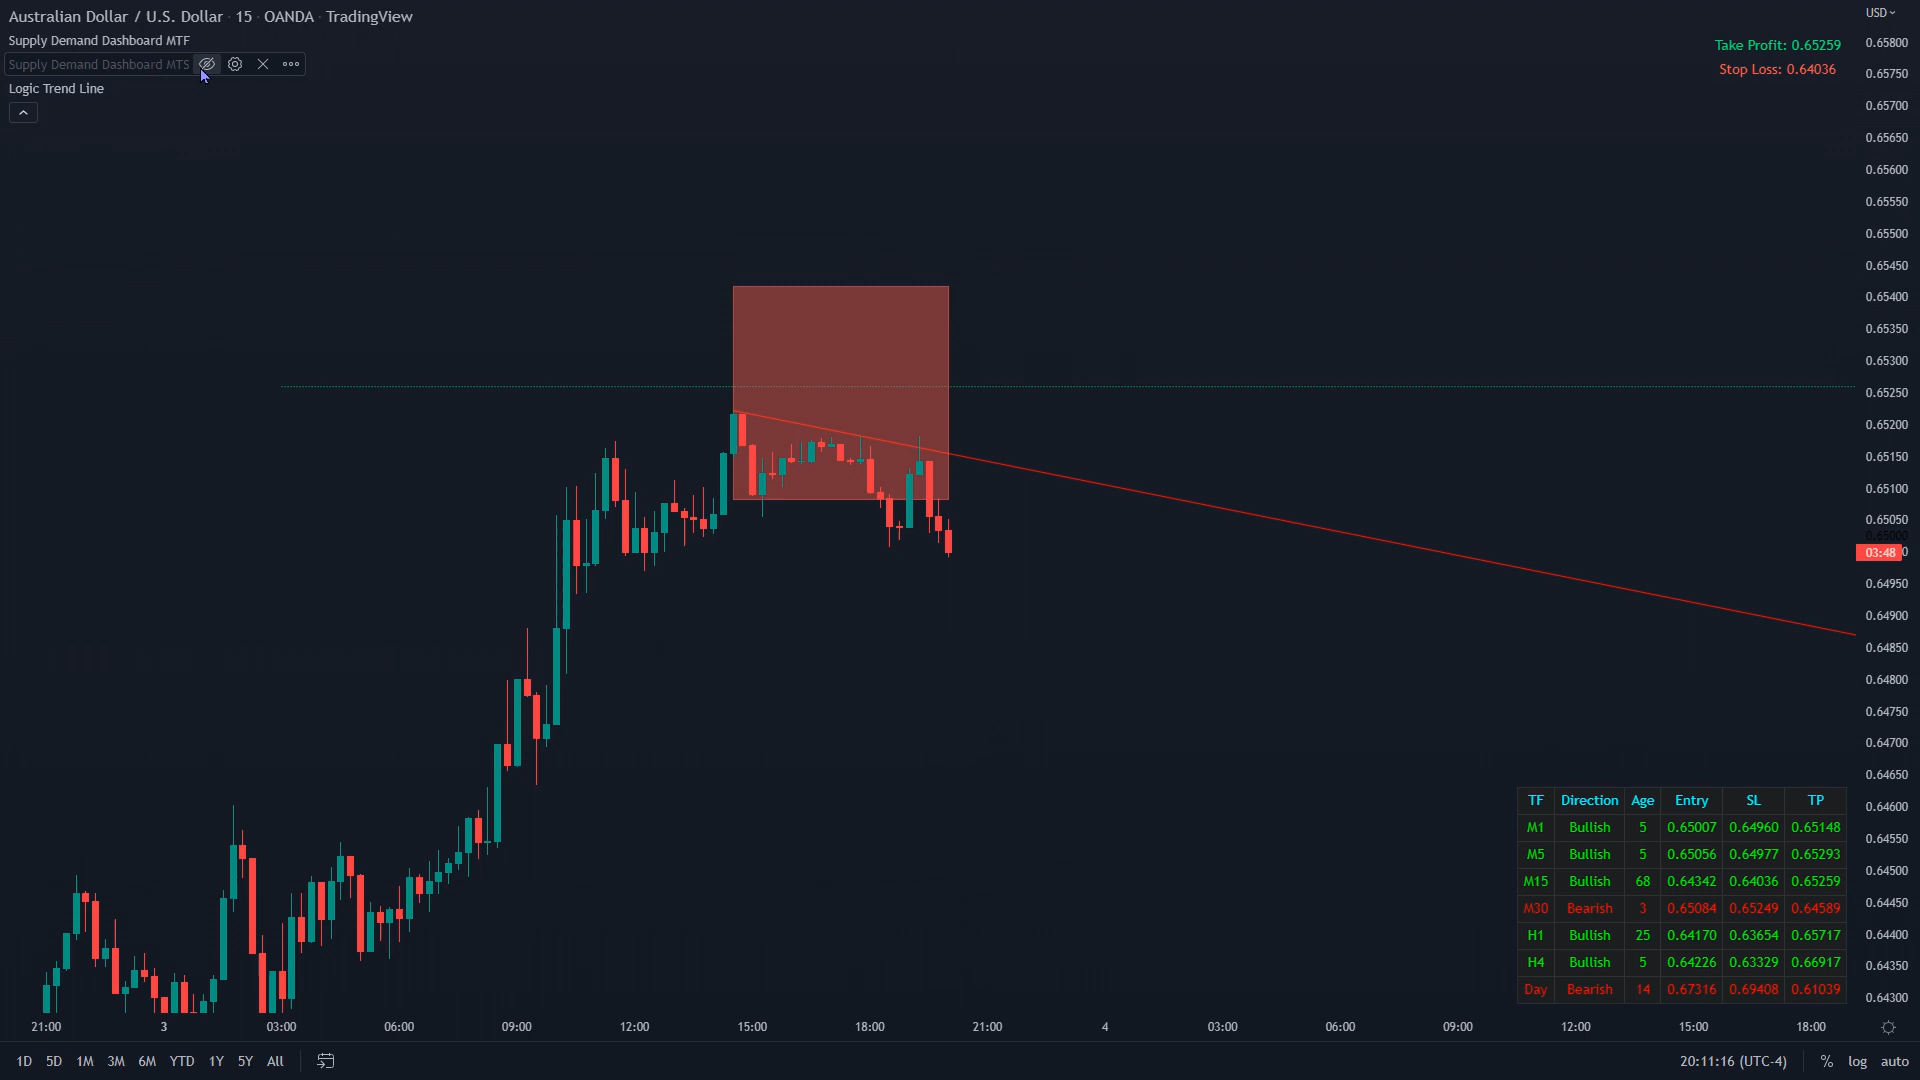 Australian Dollar / U.S. Dollar · 15 · OANDA · TradingView
Supply Demand Dashboard MTF
Supply Demand Dashboard MTS
Logic Trend Line
USD
Take Profit: 0.65259
Stop Loss: 0.64036
0.65800
0.65750
0.65700
0.65650
0.65600
0.65550
0.65500
0.65450
0.65400
0.65350
0.65300
0.65250
0.65200
0.65150
0.65100
0.65050
0.65000
03:48
0.64950
0.64900
0.64850
0.64800
0.64750
0.64700
0.64650
0.64600
0.64550
0.64500
0.64450
0.64400
0.64350
0.64300
TF Direction Age Entry SL TP
M1 Bullish 5 0.65007 0.64960 0.65148
M5 Bullish 5 0.65056 0.64977 0.65293
M15 Bullish 68 0.64342 0.64036 0.65259
M30 Bearish 3 0.65084 0.65249 0.64589
H1 Bullish 25 0.64170 0.63654 0.65717
H4 Bullish 5 0.64226 0.63329 0.66917
Day Bearish 14 0.67316 0.69408 0.61039
21:00 3 03:00 06:00 09:00 12:00 15:00 18:00 21:00 4 03:00 06:00 09:00 12:00 15:00 18:00
1D 5D 1M 3M 6M YTD 1Y 5Y All
20:11:16 (UTC-4) % log auto